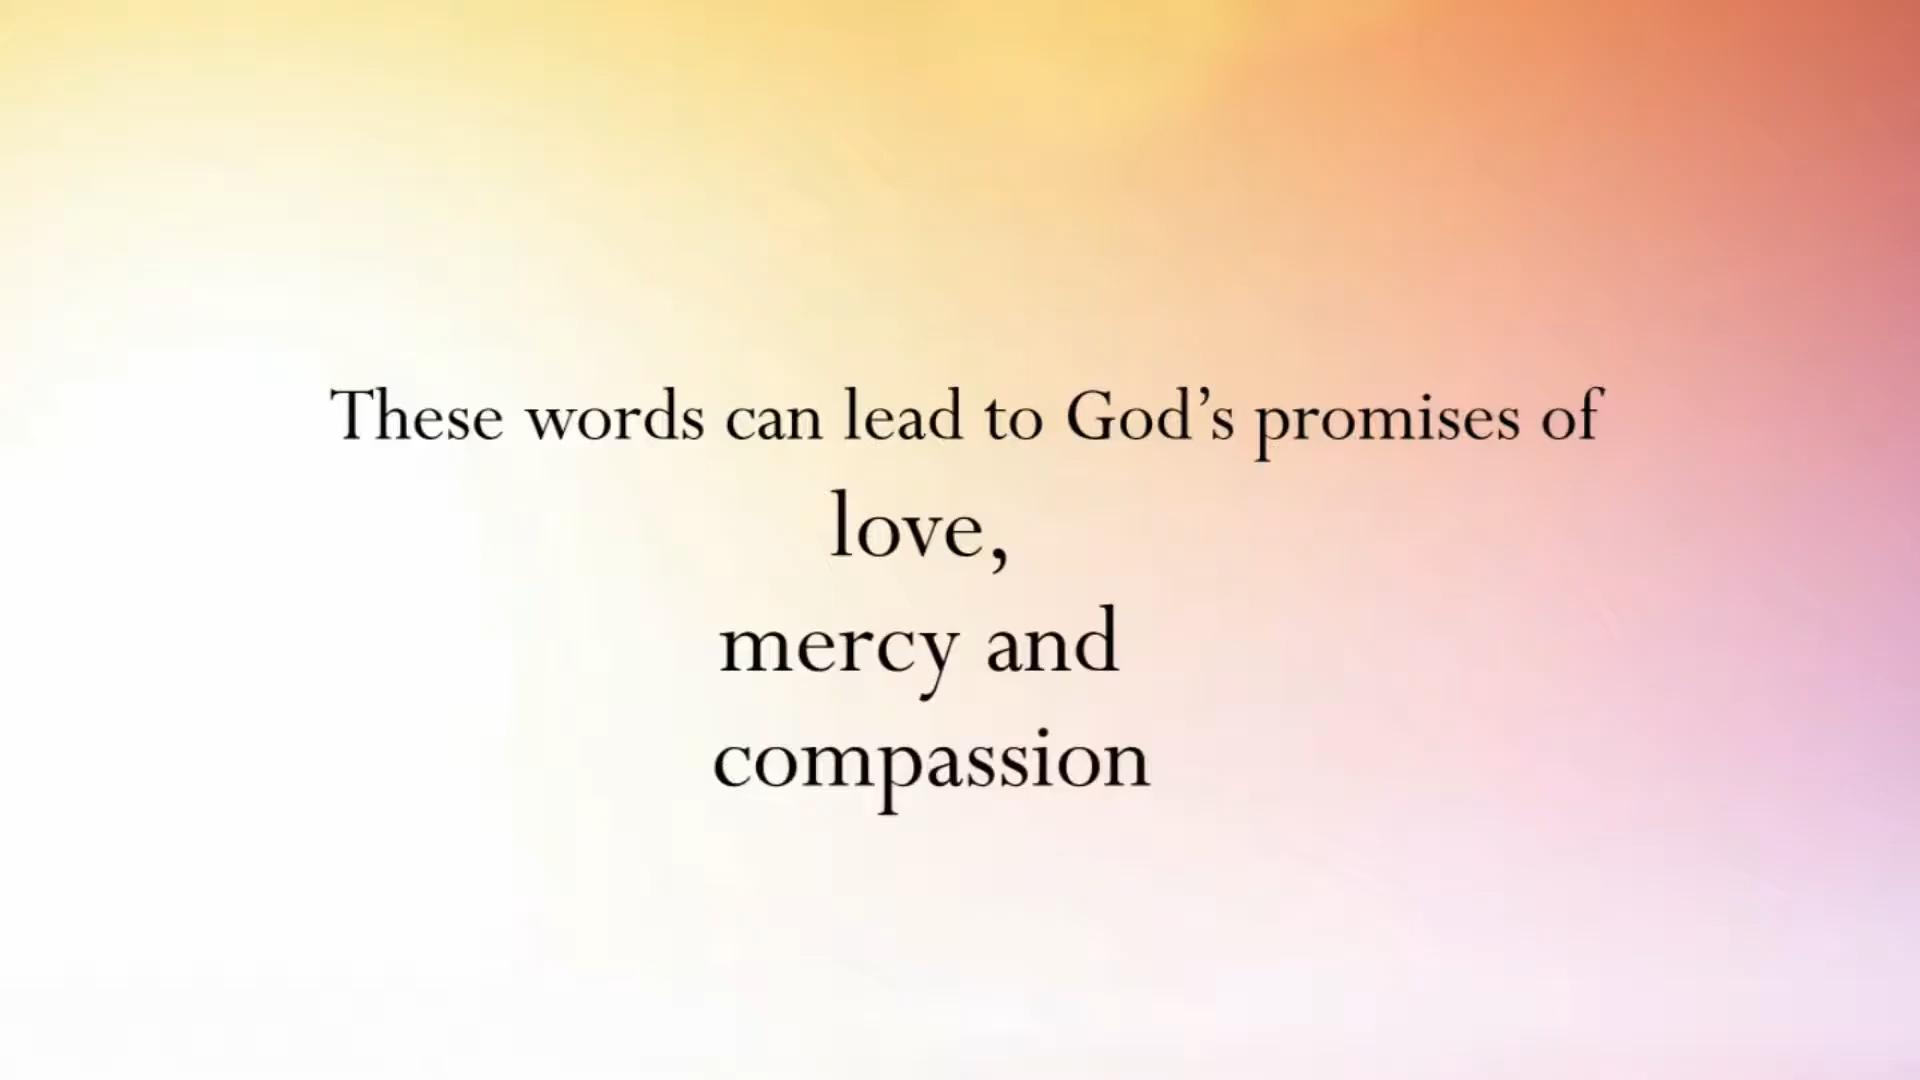 These words can lead to God’s promises of
love,
mercy and
compassion